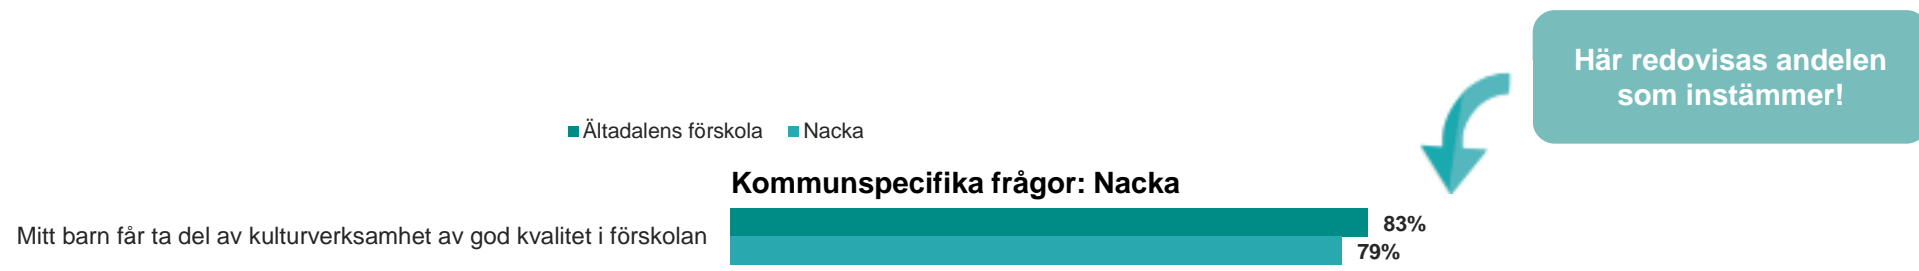 Här redovisas andelen
som instämmer!
Ältadalens förskola Nacka
Kommunspecifika frågor: Nacka
Mitt barn får ta del av kulturverksamhet av god kvalitet i förskolan
83%
79%